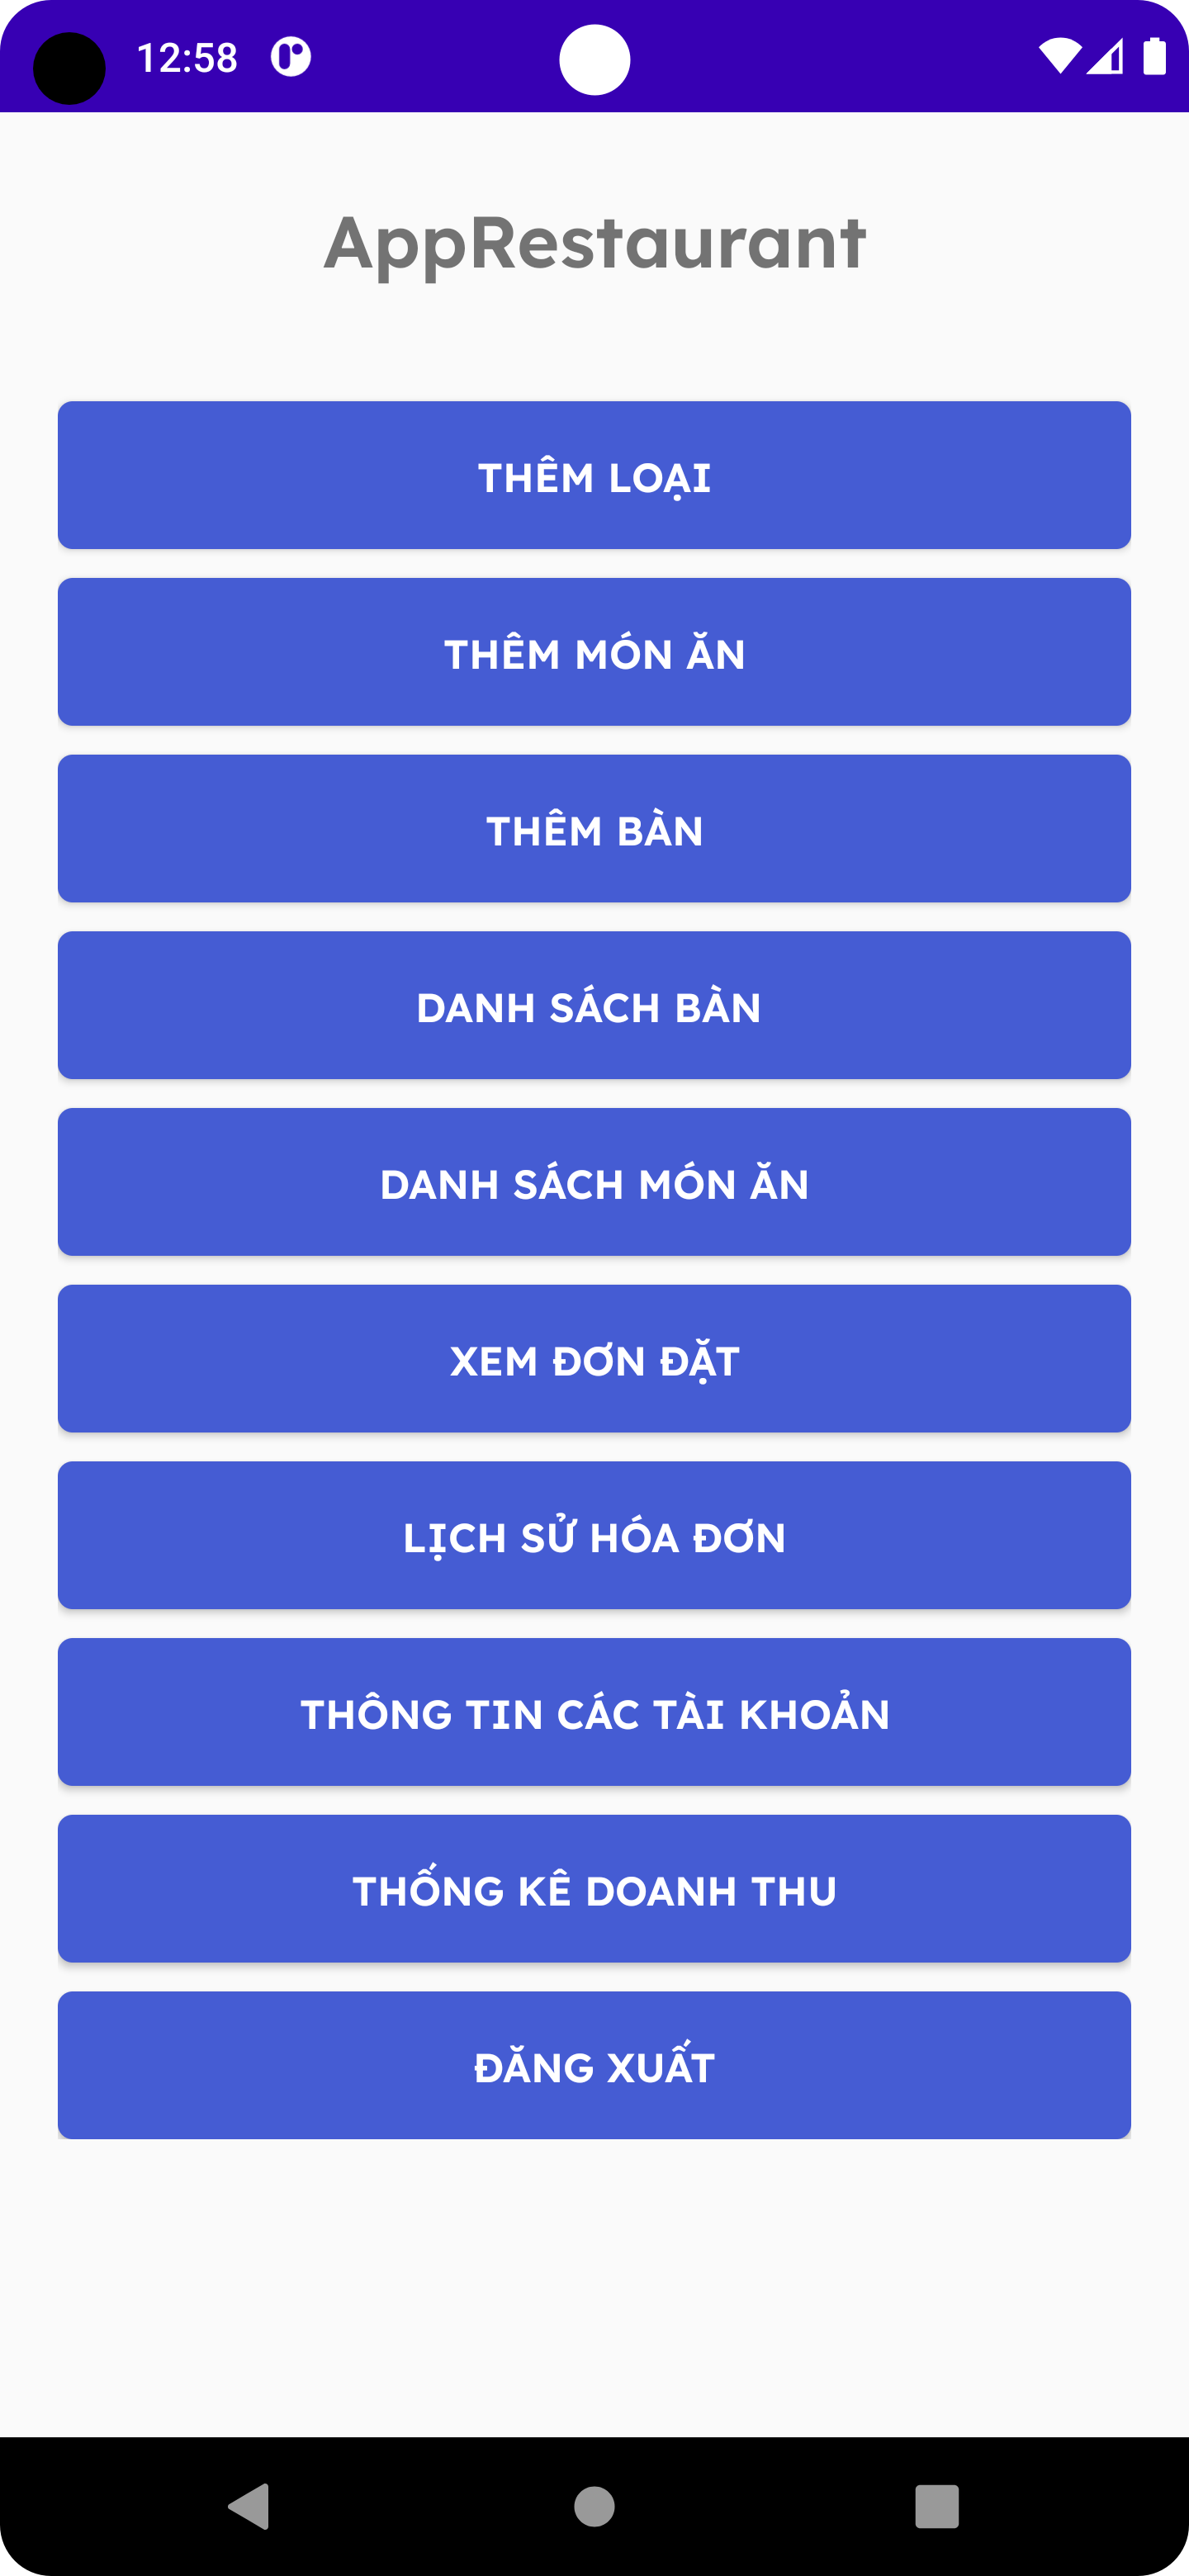 12:58
AppRestaurant
THÊM LOẠI
THÊM MÓN ĂN
THÊM BÀN
DANH SÁCH BÀN
DANH SÁCH MÓN ĂN
XEM ĐƠN ĐẶT
LỊCH SỬ HÓA ĐƠN
THÔNG TIN CÁC TÀI KHOẢN
THỐNG KÊ DOANH THU
ĐĂNG XUẤT